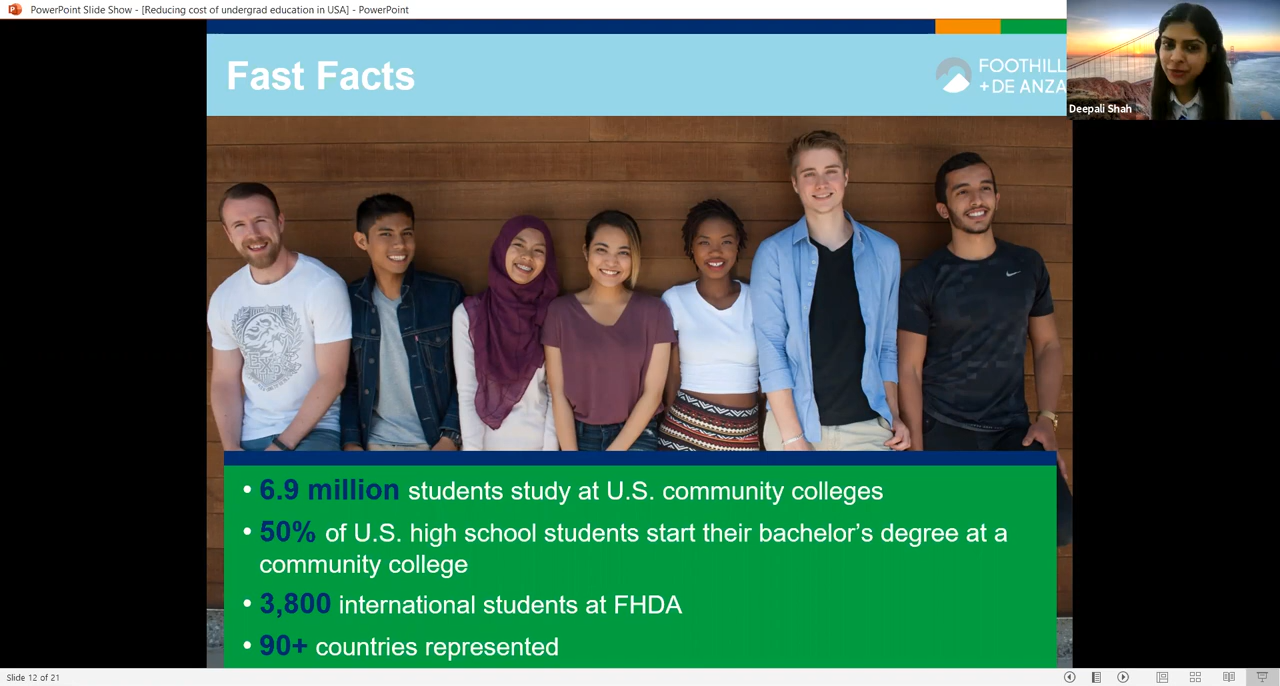 PowerPoint Slide Show - [Reducing cost of undergrad education in USA] - PowerPoint
Fast Facts
FOOTHILL
+DE ANZA
Deepali Shah
• 6.9 million students study at U.S. community colleges
• 50% of U.S. high school students start their bachelor’s degree at a
community college
• 3,800 international students at FHDA
• 90+ countries represented
Slide 12 of 21